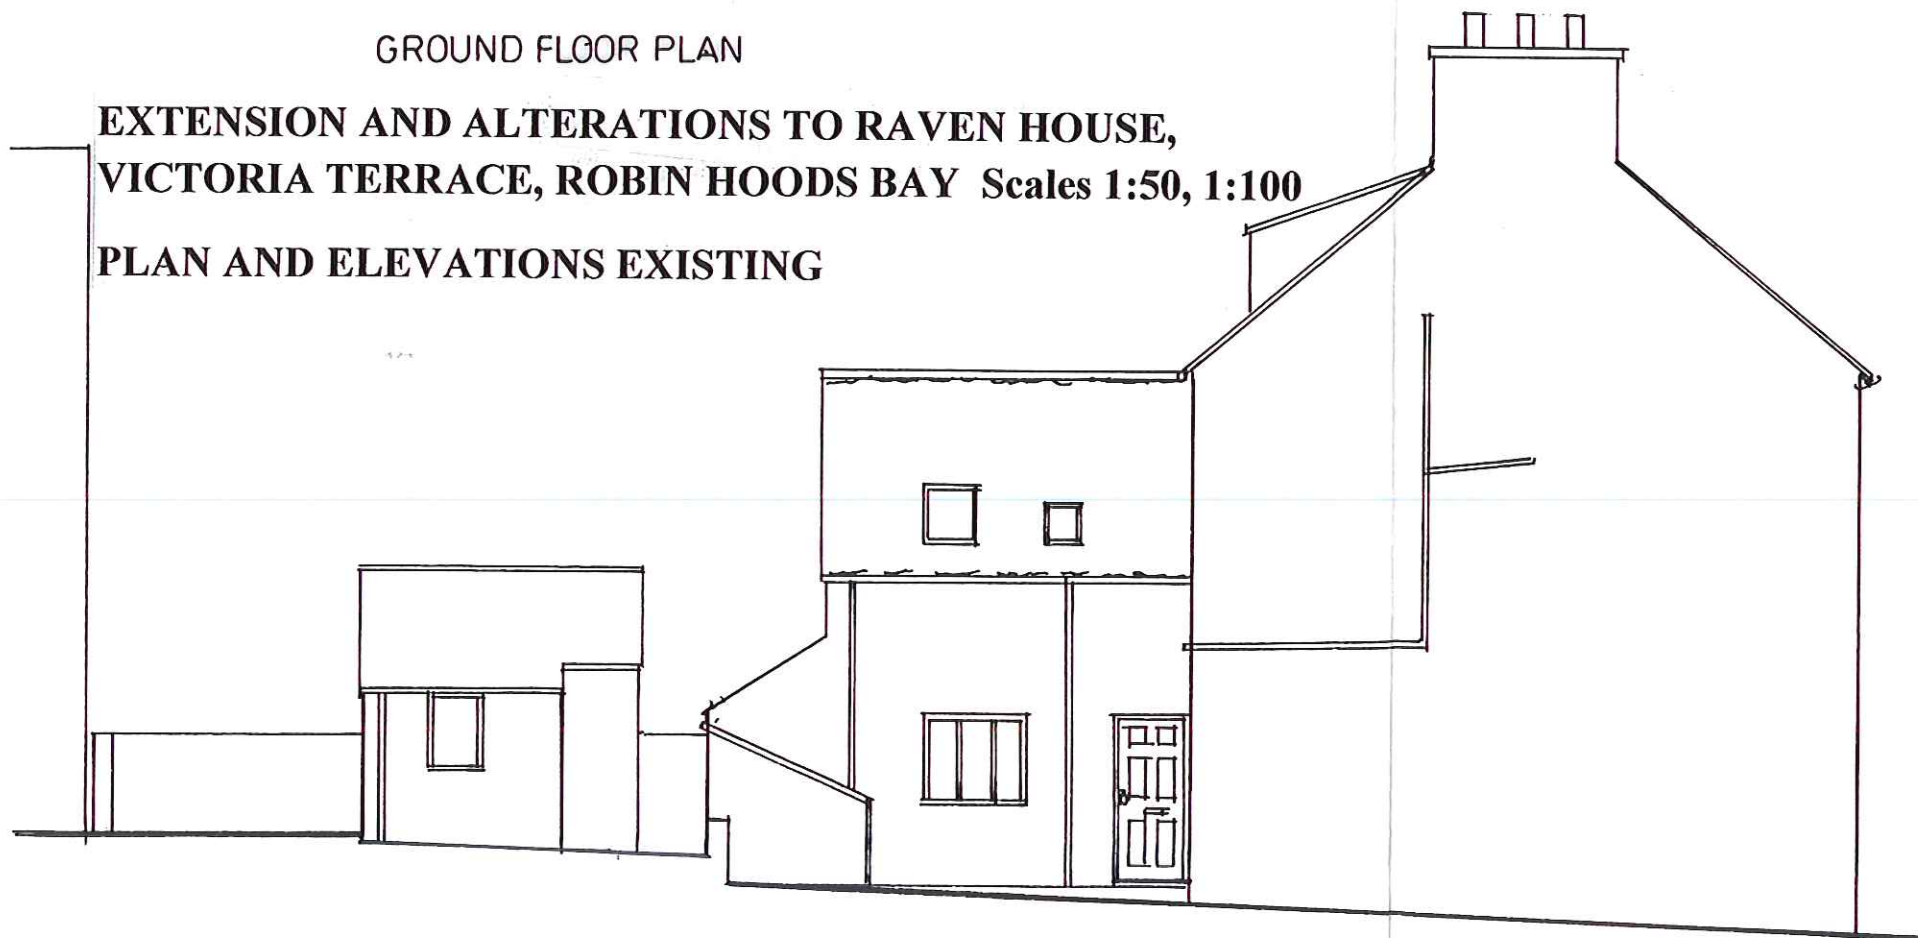 GROUND FLOOR PLAN
EXTENSION AND ALTERATIONS TO RAVEN HOUSE,
VICTORIA TERRACE, ROBIN HOODS BAY Scales 1:50, 1:100
PLAN AND ELEVATIONS EXISTING